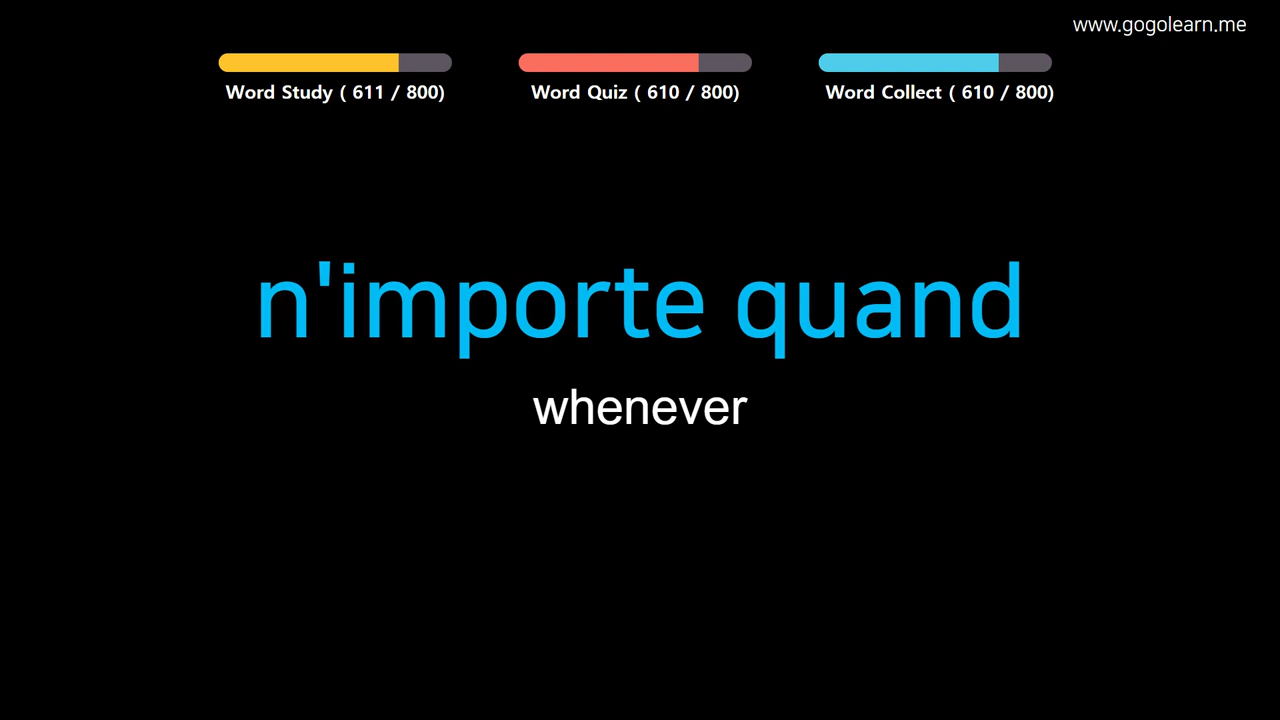 www.gogolearn.me
Word Study ( 611 / 800)
Word Quiz ( 610 / 800)
Word Collect ( 610 / 800)
n'importe quand
whenever